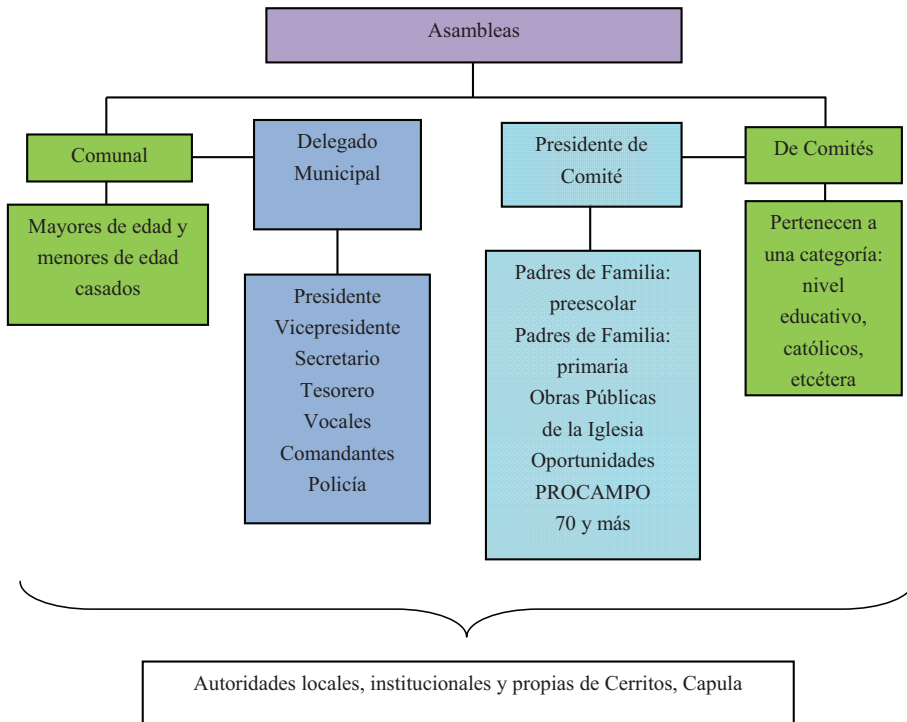 Asambleas
Comunal
Delegado
Municipal
Presidente de
Comité
De Comités
Mayores de edad y
menores de edad
casados
Presidente
Vicepresidente
Secretario
Tesorero
Vocales
Comandantes
Policía
Padres de Familia:
preescolar
Padres de Familia:
primaria
Obras Públicas
de la Iglesia
Oportunidades
PROCAMPO
70 y más
Pertenecen a
una categoría:
nivel
educativo,
católicos,
etcétera
Autoridades locales, institucionales y propias de Cerritos, Capula